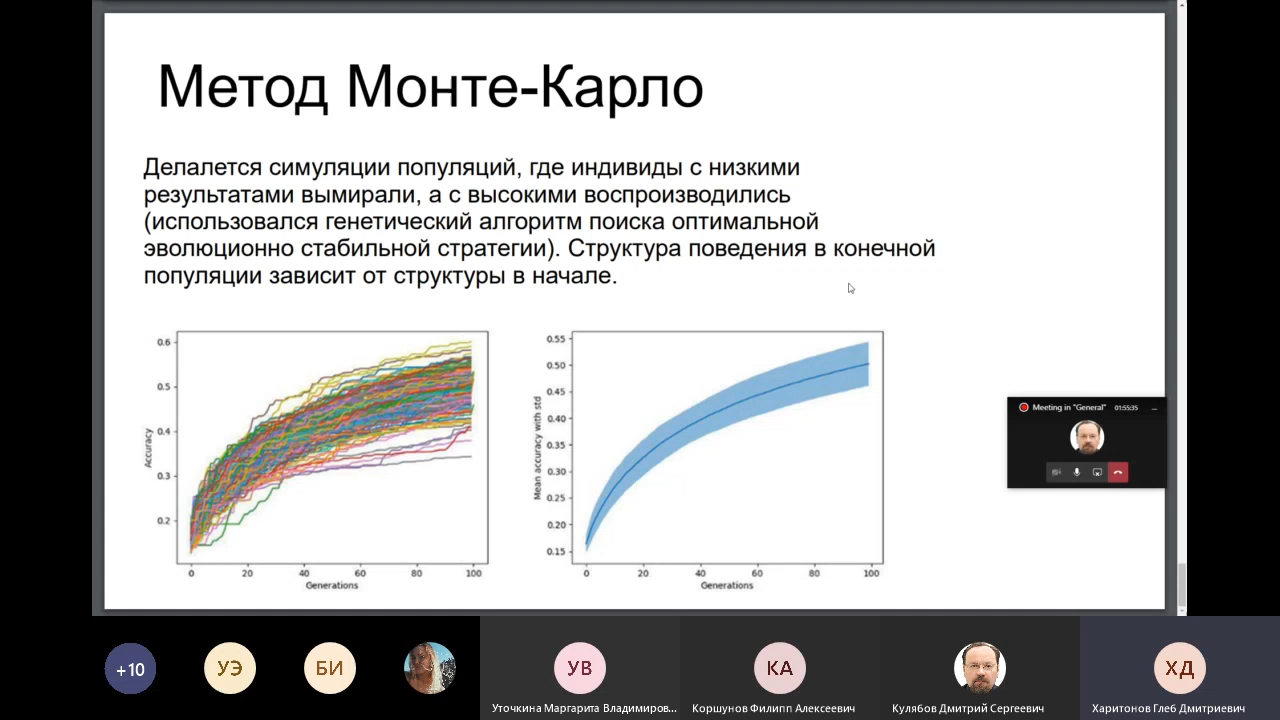 Метод Монте-Карло
Делалется симуляции популяций, где индивиды с низкими
результатами вымирали, а с высокими воспроизводились
(использовался генетический алгоритм поиска оптимальной
эволюционно стабильной стратегии). Структура поведения в конечной
популяции зависит от структуры в начале.
0.6
0.5
0.4
0.3
0.2
Accuracy
0 20 40 60 80 100
Generations
0.55
0.50
0.45
0.40
0.35
0.30
0.25
0.20
0.15
Mean accuracy with std
0 20 40 60 80 100
Generations
Meeting in "General" 01:55:35
+10
УЭ
БИ
УВ
КА
ХД
Уточкина Маргарита Владимиров...
Коршунов Филипп Алексеевич
Кулябов Дмитрий Сергеевич
Харитонов Глеб Дмитриевич